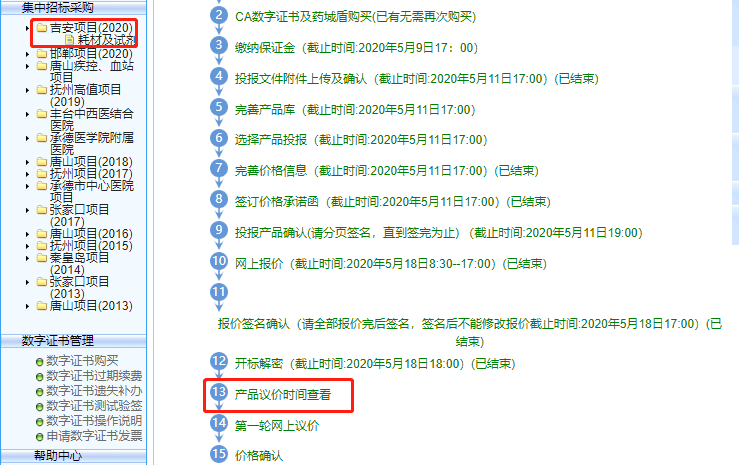 集中招标采购
吉安项目(2020)
耗材及试剂
邯郸项目(2020)
唐山疾控、血站
项目
抚州高值项目
(2019)
丰台中西医结合
医院
承德医学院附属
医院
唐山项目(2018)
抚州项目(2017)
承德市中心医院
项目
张家口项目
(2017)
唐山项目(2016)
抚州项目(2015)
秦皇岛项目
(2014)
张家口项目
(2013)
唐山项目(2013)
数字证书管理
数字证书购买
数字证书过期续费
数字证书遗失补办
数字证书测试验签
数字证书操作说明
申请数字证书发票
帮助中心
2 CA数字证书及药城盾购买(已有无需再次购买)
3 缴纳保证金（截止时间:2020年5月9日17：00）
4 投报文件附件上传及确认（截止时间:2020年5月11日17:00）(已结束)
5 完善产品库（截止时间:2020年5月11日17:00）
6 选择产品投报（截止时间:2020年5月11日17:00）
7 完善价格信息（截止时间:2020年5月11日17:00）(已结束)
8 签订价格承诺函（截止时间:2020年5月11日17:00）(已结束)
9 投报产品确认(请分页签名，直到签完为止)（截止时间:2020年5月11日19:00）
10 网上报价（截止时间:2020年5月18日8:30--17:00）(已结束)
11
报价签名确认（请全部报价完后签名，签名后不能修改报价截止时间:2020年5月18日17:00）(已
结束)
12 开标解密（截止时间:2020年5月18日18:00）(已结束)
13 产品议价时间查看
14 第一轮网上议价
15 价格确认